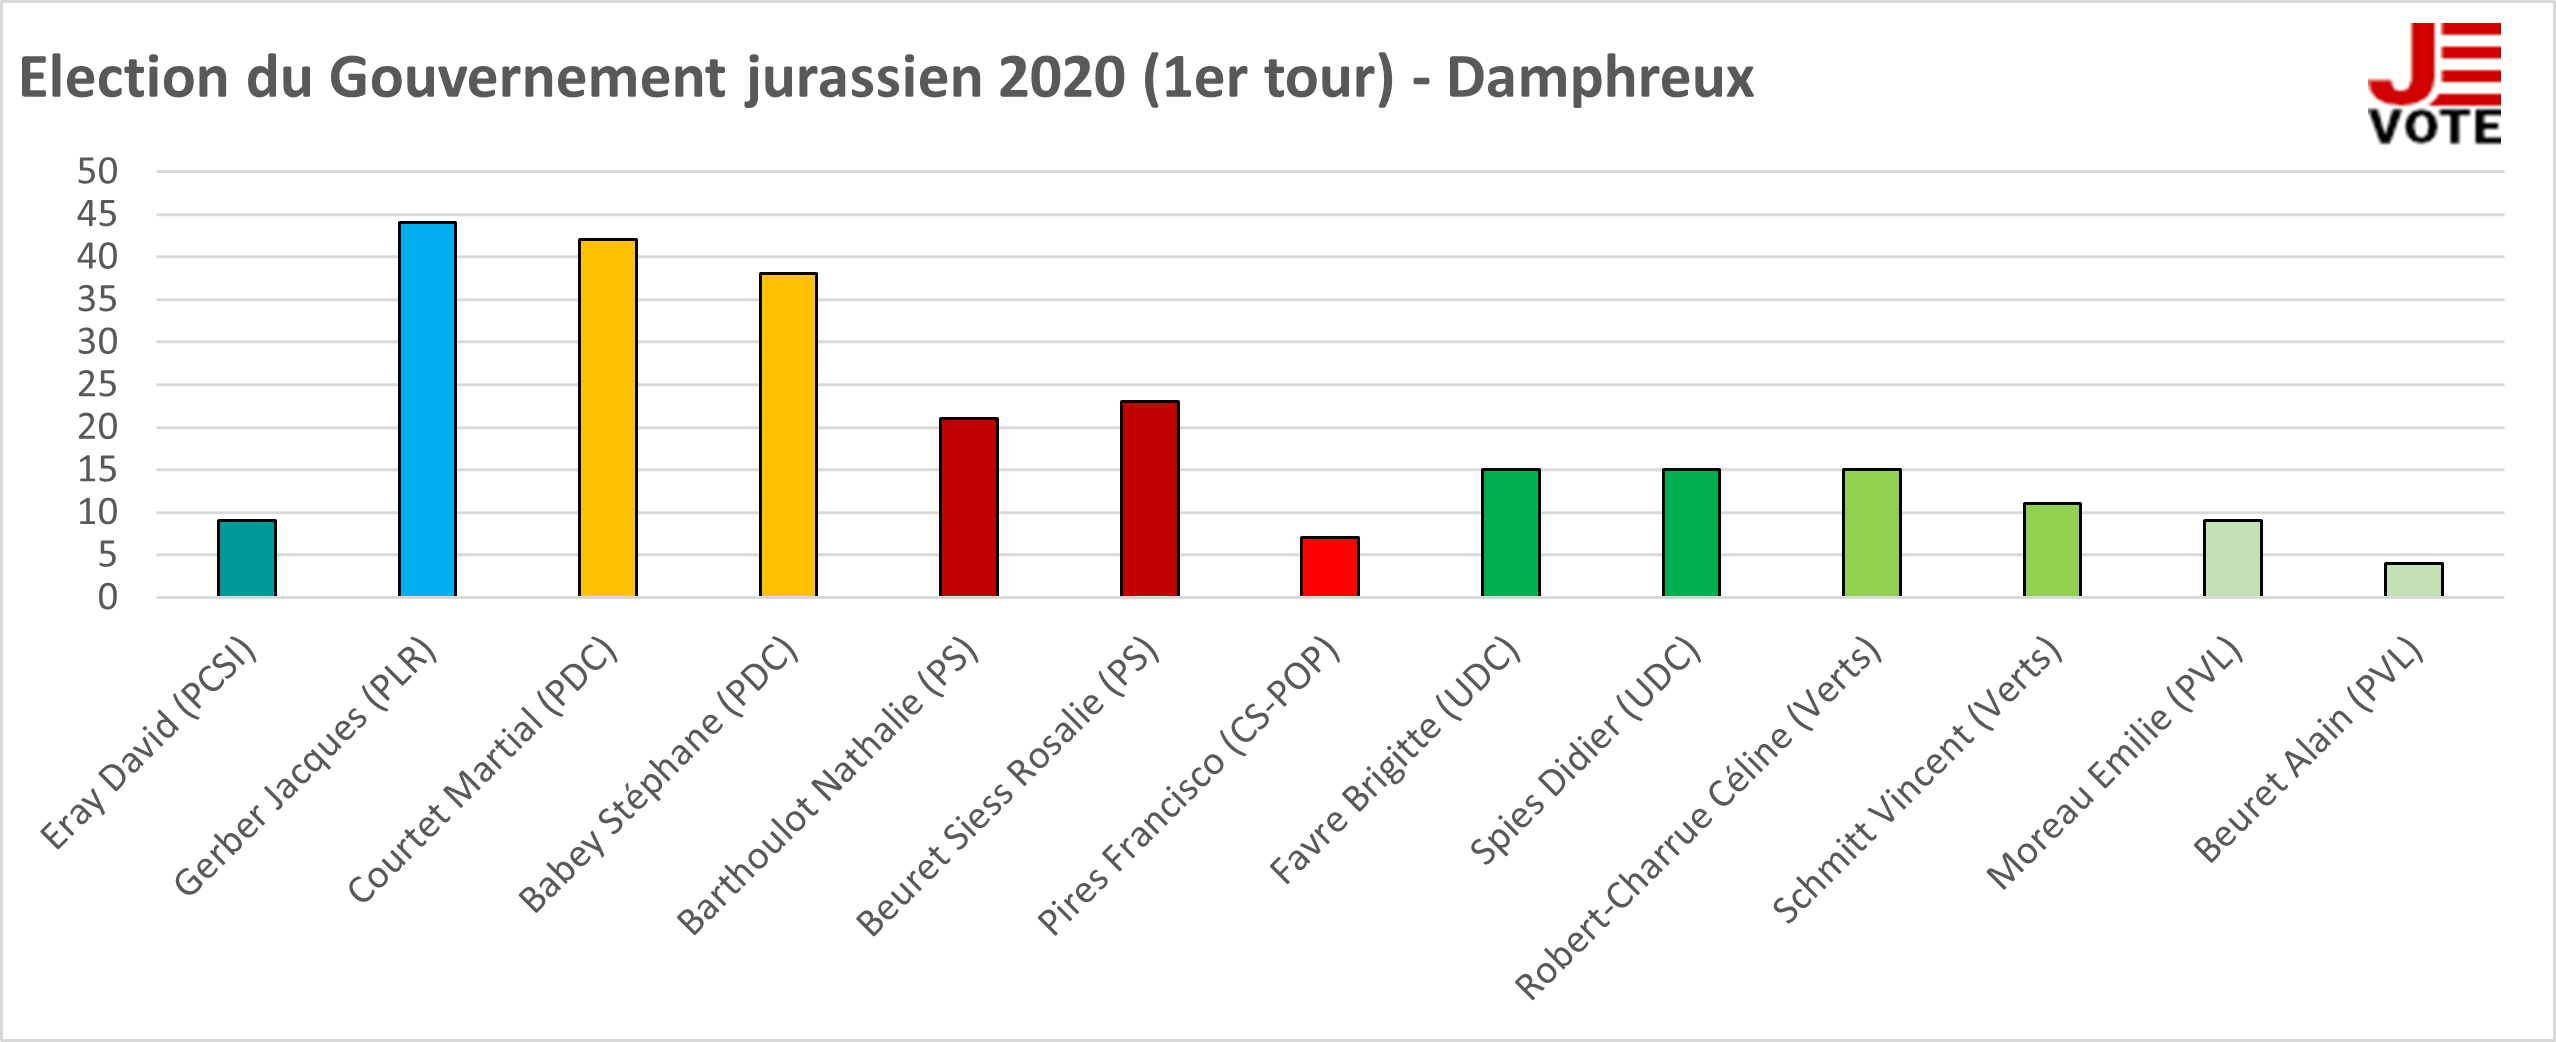 Election du Gouvernement jurassien 2020 (1er tour) - Damphreux
JE
VOTE
50
45
40
35
30
25
20
15
10
5
0
Eray David (PCSI)
Gerber Jacques (PLR)
Courtet Martial (PDC)
Babey Stéphane (PDC)
Barthoulot Nathalie (PS)
Beuret Siess Rosalie (PS)
Pires Francisco (CS-POP)
Favre Brigitte (UDC)
Spies Didier (UDC)
Robert-Charrue Céline (Verts)
Schmitt Vincent (Verts)
Moreau Emilie (PVL)
Beuret Alain (PVL)